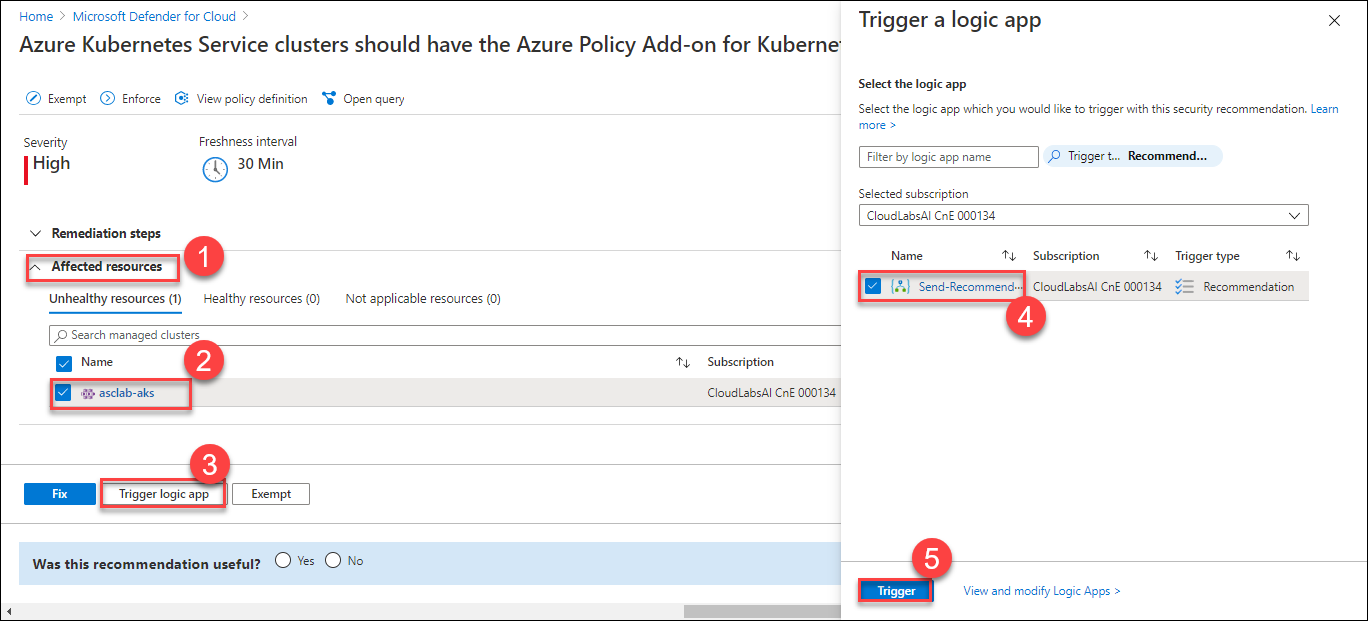 Home > Microsoft Defender for Cloud >
Azure Kubernetes Service clusters should have the Azure Policy Add-on for Kuberne
Exempt Enforce View policy definition Open query
Severity
High
Freshness interval
30 Min
Remediation steps
Affected resources
1
Unhealthy resources (1) Healthy resources (0) Not applicable resources (0)
Search managed clusters
2
Name Subscription
asclab-aks CloudLabsAI CnE 000134
3
Fix Trigger logic app Exempt
Was this recommendation useful? Yes No
Trigger a logic app
Select the logic app
Select the logic app which you would like to trigger with this security recommendation. Learn
more >
Filter by logic app name Trigger t... Recommend...
Selected subscription
CloudLabsAI CnE 000134
Name Subscription Trigger type
Send-Recommend... CloudLabsAI CnE 000134 Recommendation
4
5
Trigger View and modify Logic Apps >